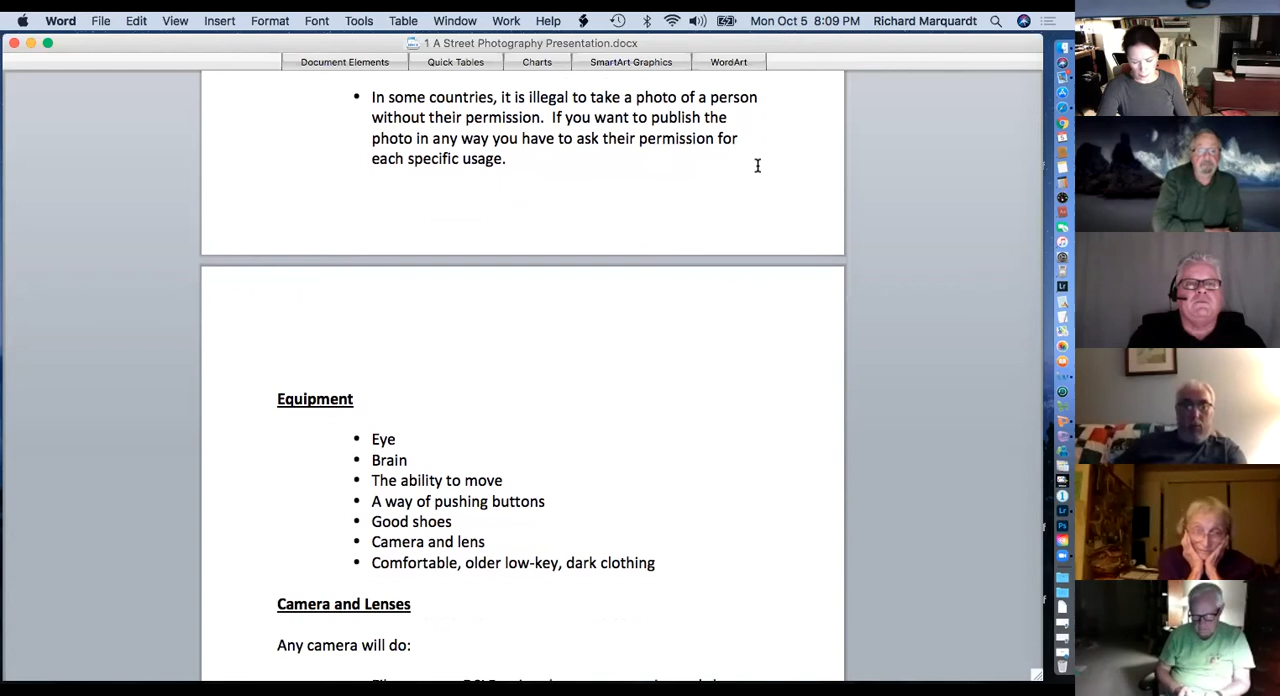 Word File Edit View Insert Format Font Tools Table Window Work Help Mon Oct 5 8:09 PM Richard Marquardt
1 A Street Photography Presentation.docx
Document Elements Quick Tables Charts SmartArt Graphics WordArt
• In some countries, it is illegal to take a photo of a person
without their permission.  If you want to publish the
photo in any way you have to ask their permission for
each specific usage.
Equipment
• Eye
• Brain
• The ability to move
• A way of pushing buttons
• Good shoes
• Camera and lens
• Comfortable, older low-key, dark clothing
Camera and Lenses
Any camera will do:
Lr
Lr
Ps